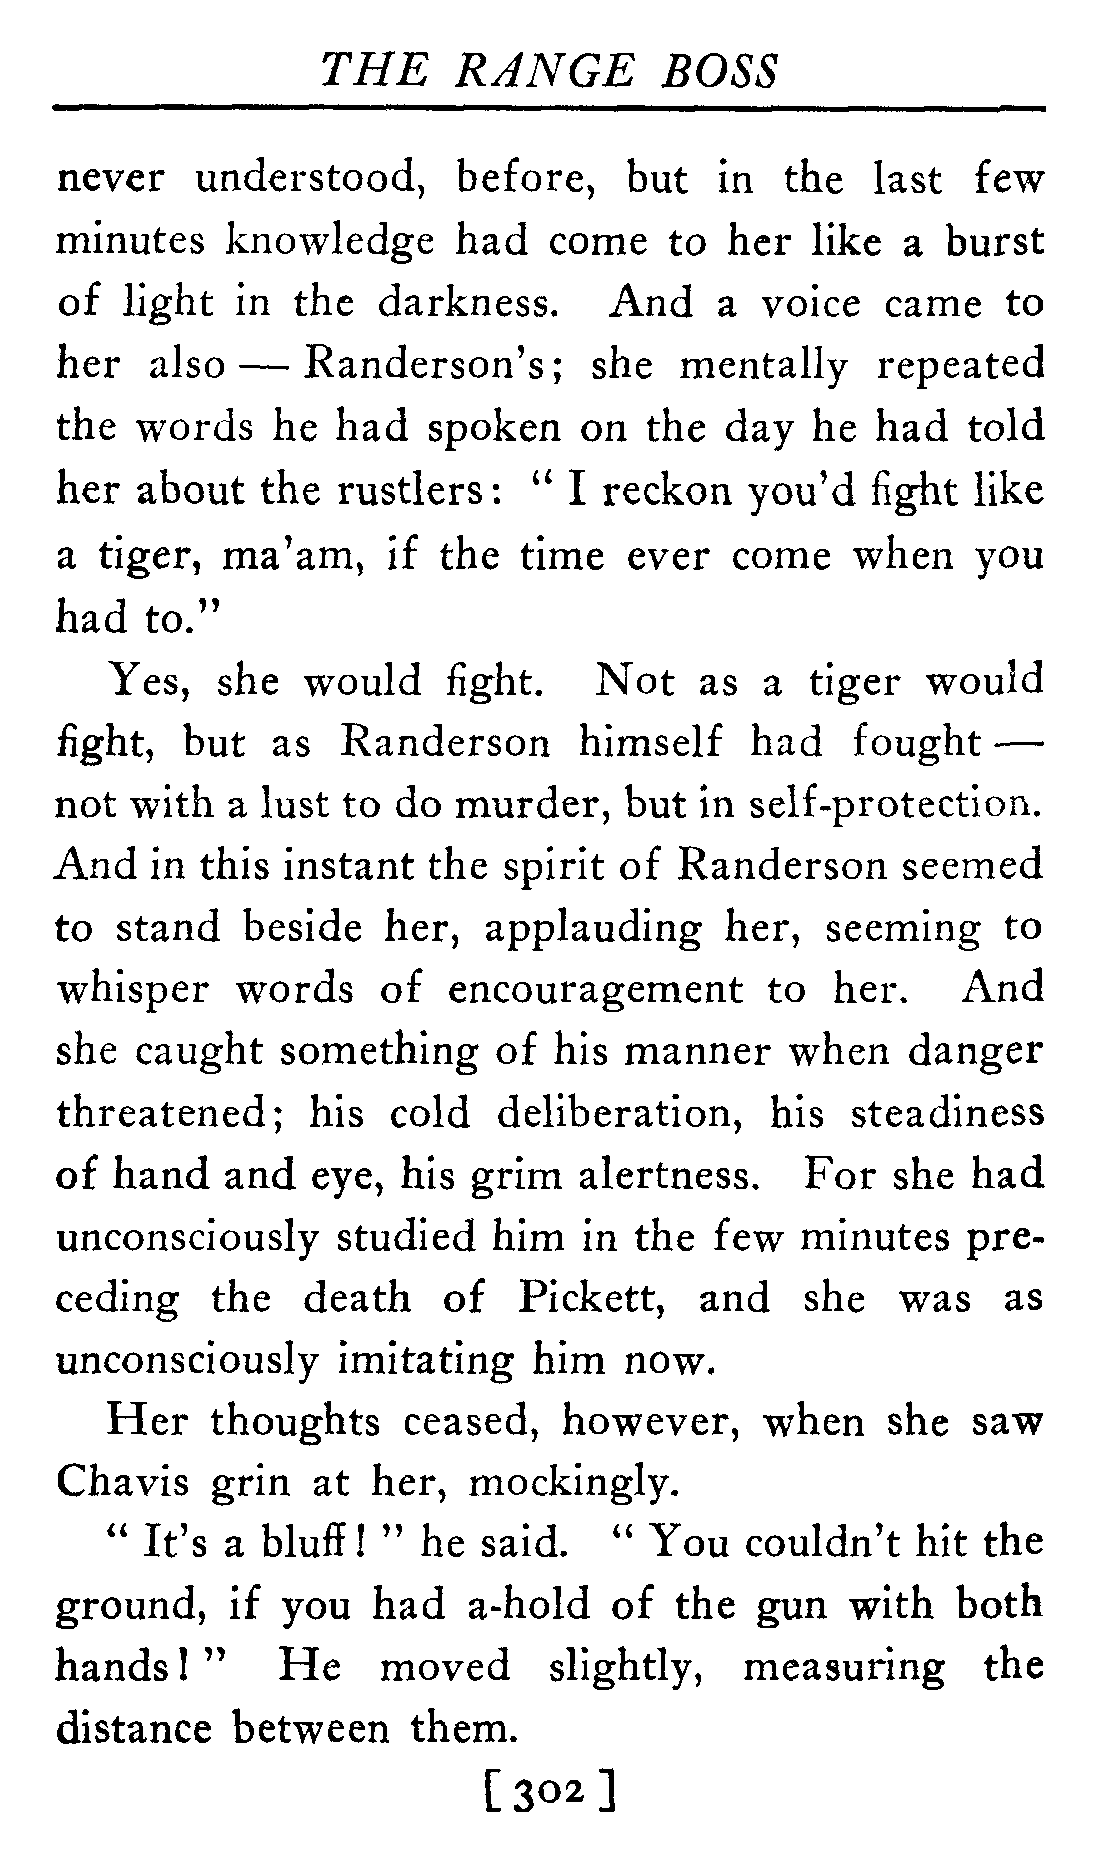 THE RANGE BOSS
never understood, before, but in the last few
minutes knowledge had come to her like a burst
of light in the darkness. And a voice came to
her also — Randerson's; she mentally repeated
the words he had spoken on the day he had told
her about the rustlers: " I reckon you'd fight like
a tiger, ma'am, if the time ever come when you
had to."
Yes, she would fight. Not as a tiger would
fight, but as Randerson himself had fought —
not with a lust to do murder, but in self-protection.
And in this instant the spirit of Randerson seemed
to stand beside her, applauding her, seeming to
whisper words of encouragement to her. And
she caught something of his manner when danger
threatened; his cold deliberation, his steadiness
of hand and eye, his grim alertness. For she had
unconsciously studied him in the few minutes pre-
ceding the death of Pickett, and she was as
unconsciously imitating him now.
Her thoughts ceased, however, when she saw
Chavis grin at her, mockingly.
" It's a bluff! " he said. " You couldn't hit the
ground, if you had a-hold of the gun with both
hands! " He moved slightly, measuring the
distance between them.
[ 302 ]